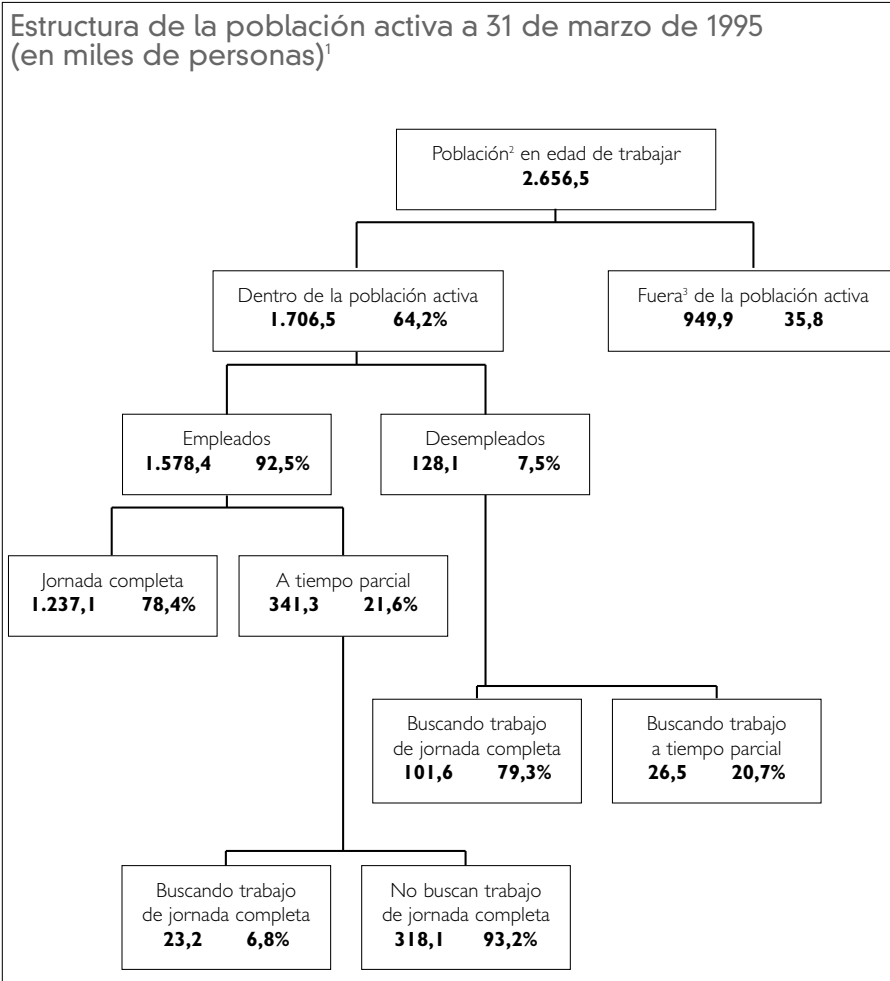 Estructura de la población activa a 31 de marzo de 1995
(en miles de personas)¹
Población² en edad de trabajar
2.656,5
Dentro de la población activa
1.706,5 64,2%
Fuera³ de la población activa
949,9 35,8
Empleados
1.578,4 92,5%
Desempleados
128,1 7,5%
Jornada completa
1.237,1 78,4%
A tiempo parcial
341,3 21,6%
Buscando trabajo
de jornada completa
101,6 79,3%
Buscando trabajo
a tiempo parcial
26,5 20,7%
Buscando trabajo
de jornada completa
23,2 6,8%
No buscan trabajo
de jornada completa
318,1 93,2%